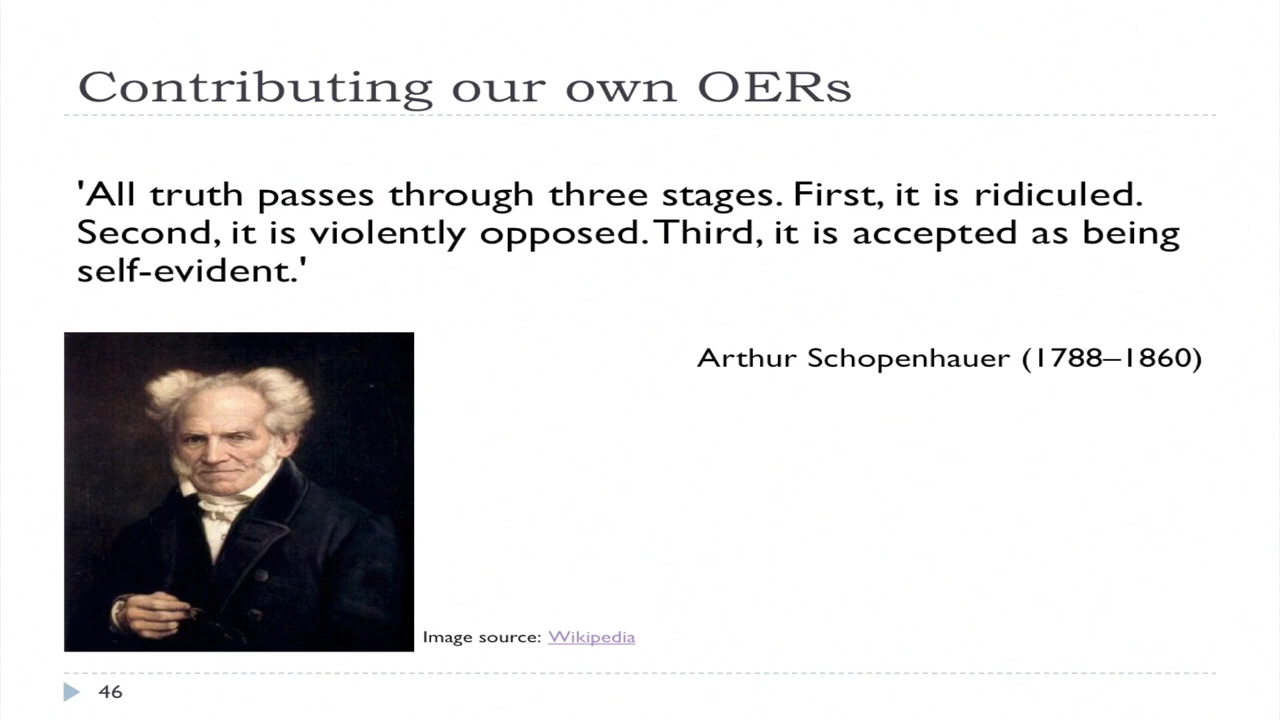 Contributing our own OERs
'All truth passes through three stages. First, it is ridiculed.
Second, it is violently opposed. Third, it is accepted as being
self-evident.'
Arthur Schopenhauer (1788–1860)
Image source: Wikipedia
46